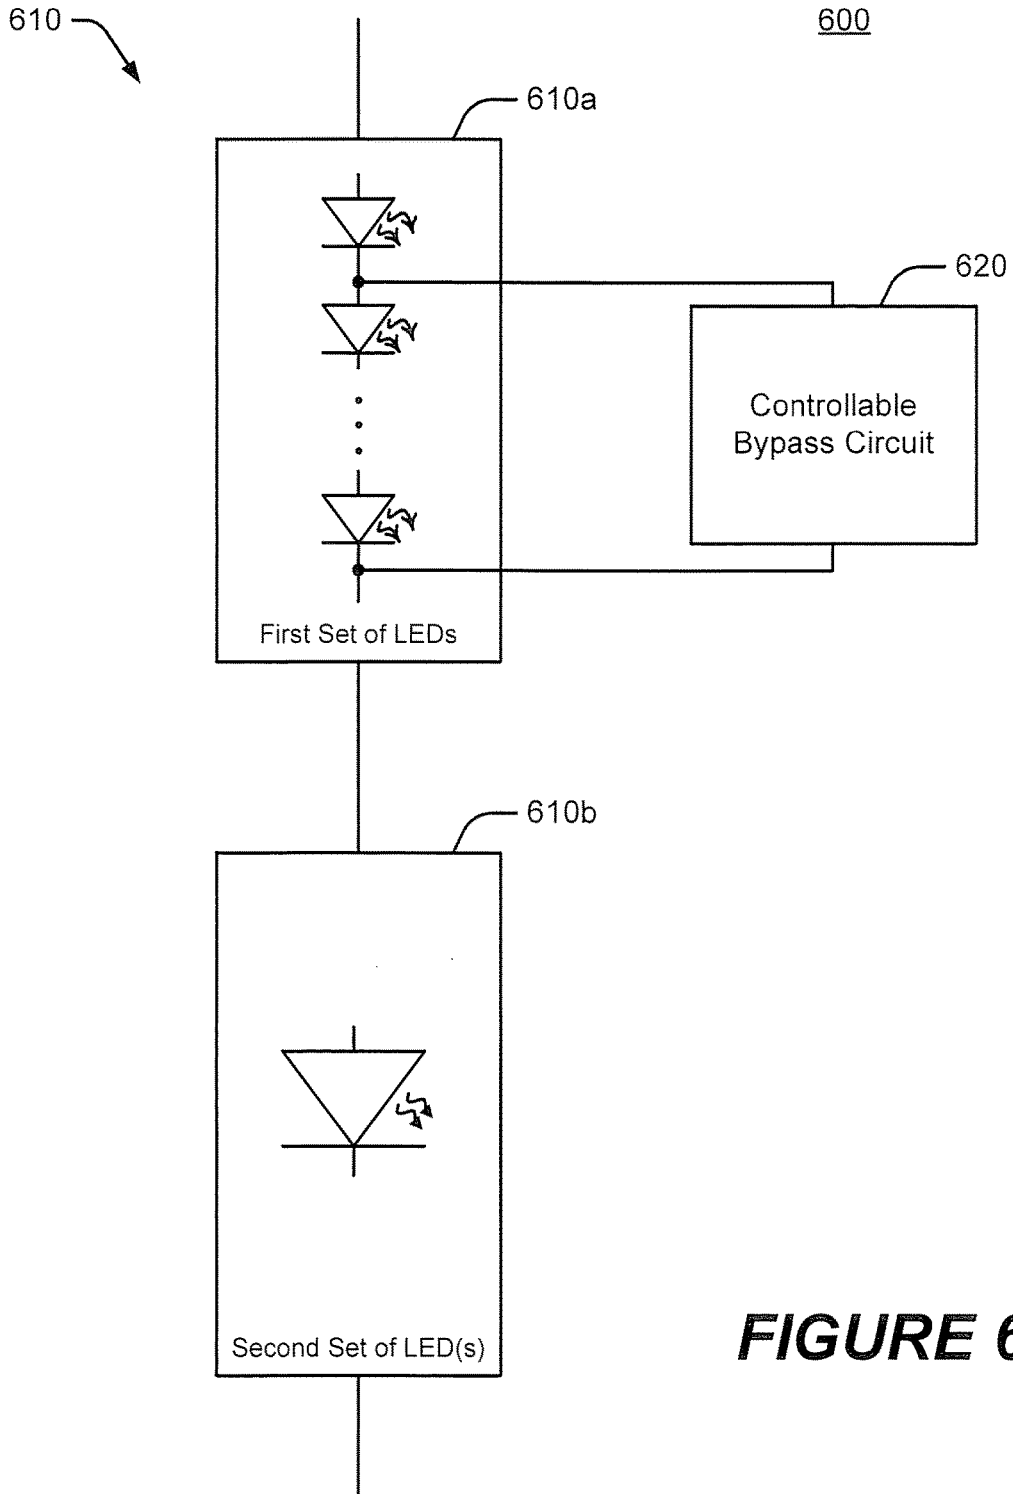 610
600
610a
620
Controllable
Bypass Circuit
First Set of LEDs
610b
Second Set of LED(s)
FIGURE 6